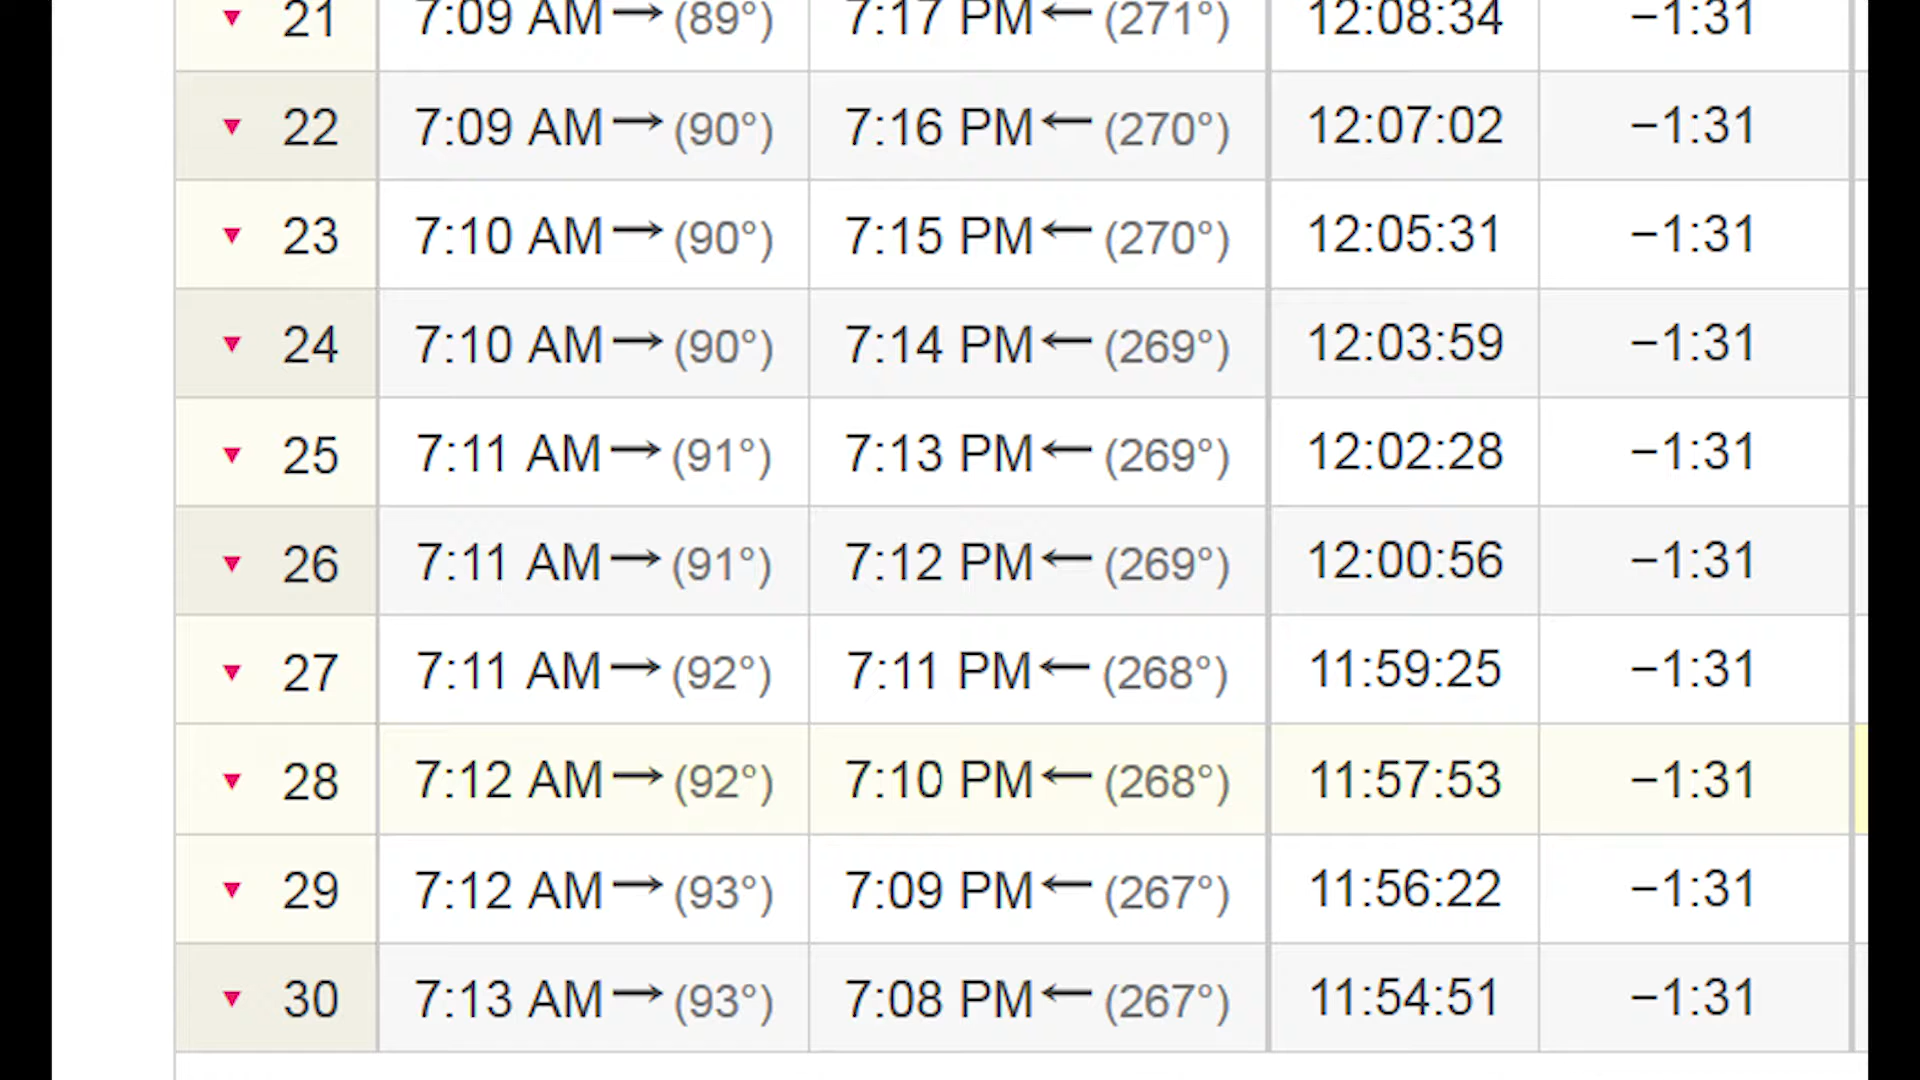 21 7:09 AM → (89°) 7:17 PM ← (271°) 12:08:34 −1:31
22 7:09 AM → (90°) 7:16 PM ← (270°) 12:07:02 −1:31
23 7:10 AM → (90°) 7:15 PM ← (270°) 12:05:31 −1:31
24 7:10 AM → (90°) 7:14 PM ← (269°) 12:03:59 −1:31
25 7:11 AM → (91°) 7:13 PM ← (269°) 12:02:28 −1:31
26 7:11 AM → (91°) 7:12 PM ← (269°) 12:00:56 −1:31
27 7:11 AM → (92°) 7:11 PM ← (268°) 11:59:25 −1:31
28 7:12 AM → (92°) 7:10 PM ← (268°) 11:57:53 −1:31
29 7:12 AM → (93°) 7:09 PM ← (267°) 11:56:22 −1:31
30 7:13 AM → (93°) 7:08 PM ← (267°) 11:54:51 −1:31